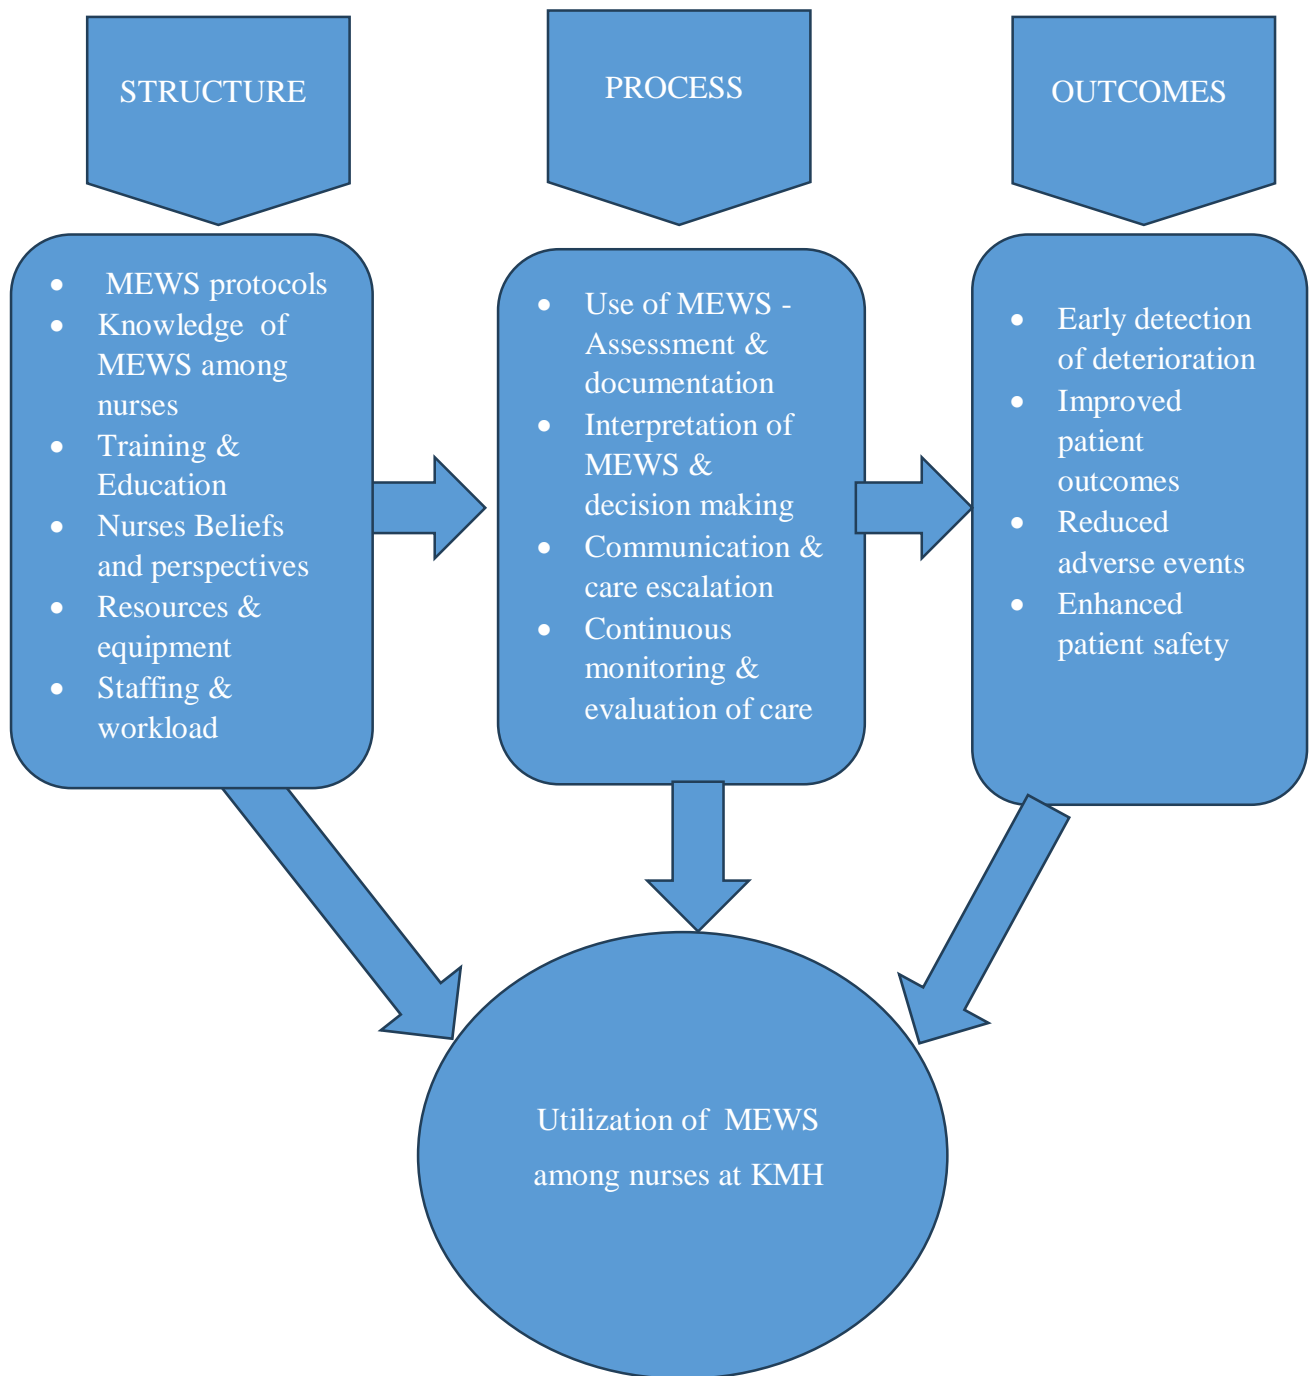 STRUCTURE
PROCESS
OUTCOMES
• MEWS protocols
• Knowledge of
MEWS among
nurses
• Training &
Education
• Nurses Beliefs
and perspectives
• Resources &
equipment
• Staffing &
workload
• Use of MEWS -
Assessment &
documentation
• Interpretation of
MEWS &
decision making
• Communication &
care escalation
• Continuous
monitoring &
evaluation of care
• Early detection
of deterioration
• Improved
patient
outcomes
• Reduced
adverse events
• Enhanced
patient safety
Utilization of MEWS
among nurses at KMH